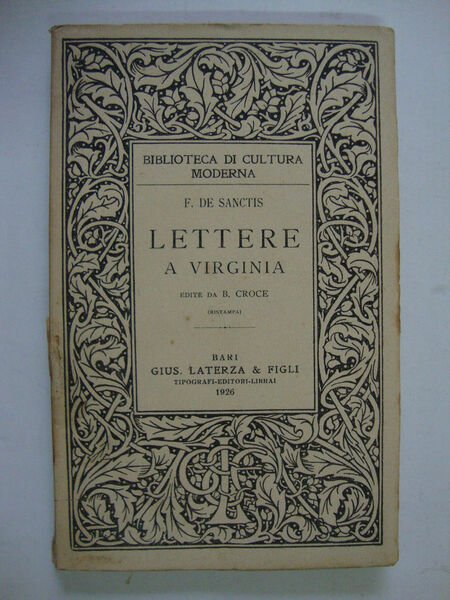 BIBLIOTECA DI CULTURA
MODERNA
F. DE SANCTIS
LETTERE
A VIRGINIA
EDITE DA B. CROCE
(RISTAMPA)
BARI
GIUS. LATERZA & FIGLI
TIPOGRAFI-EDITORI-LIBRAI
1926